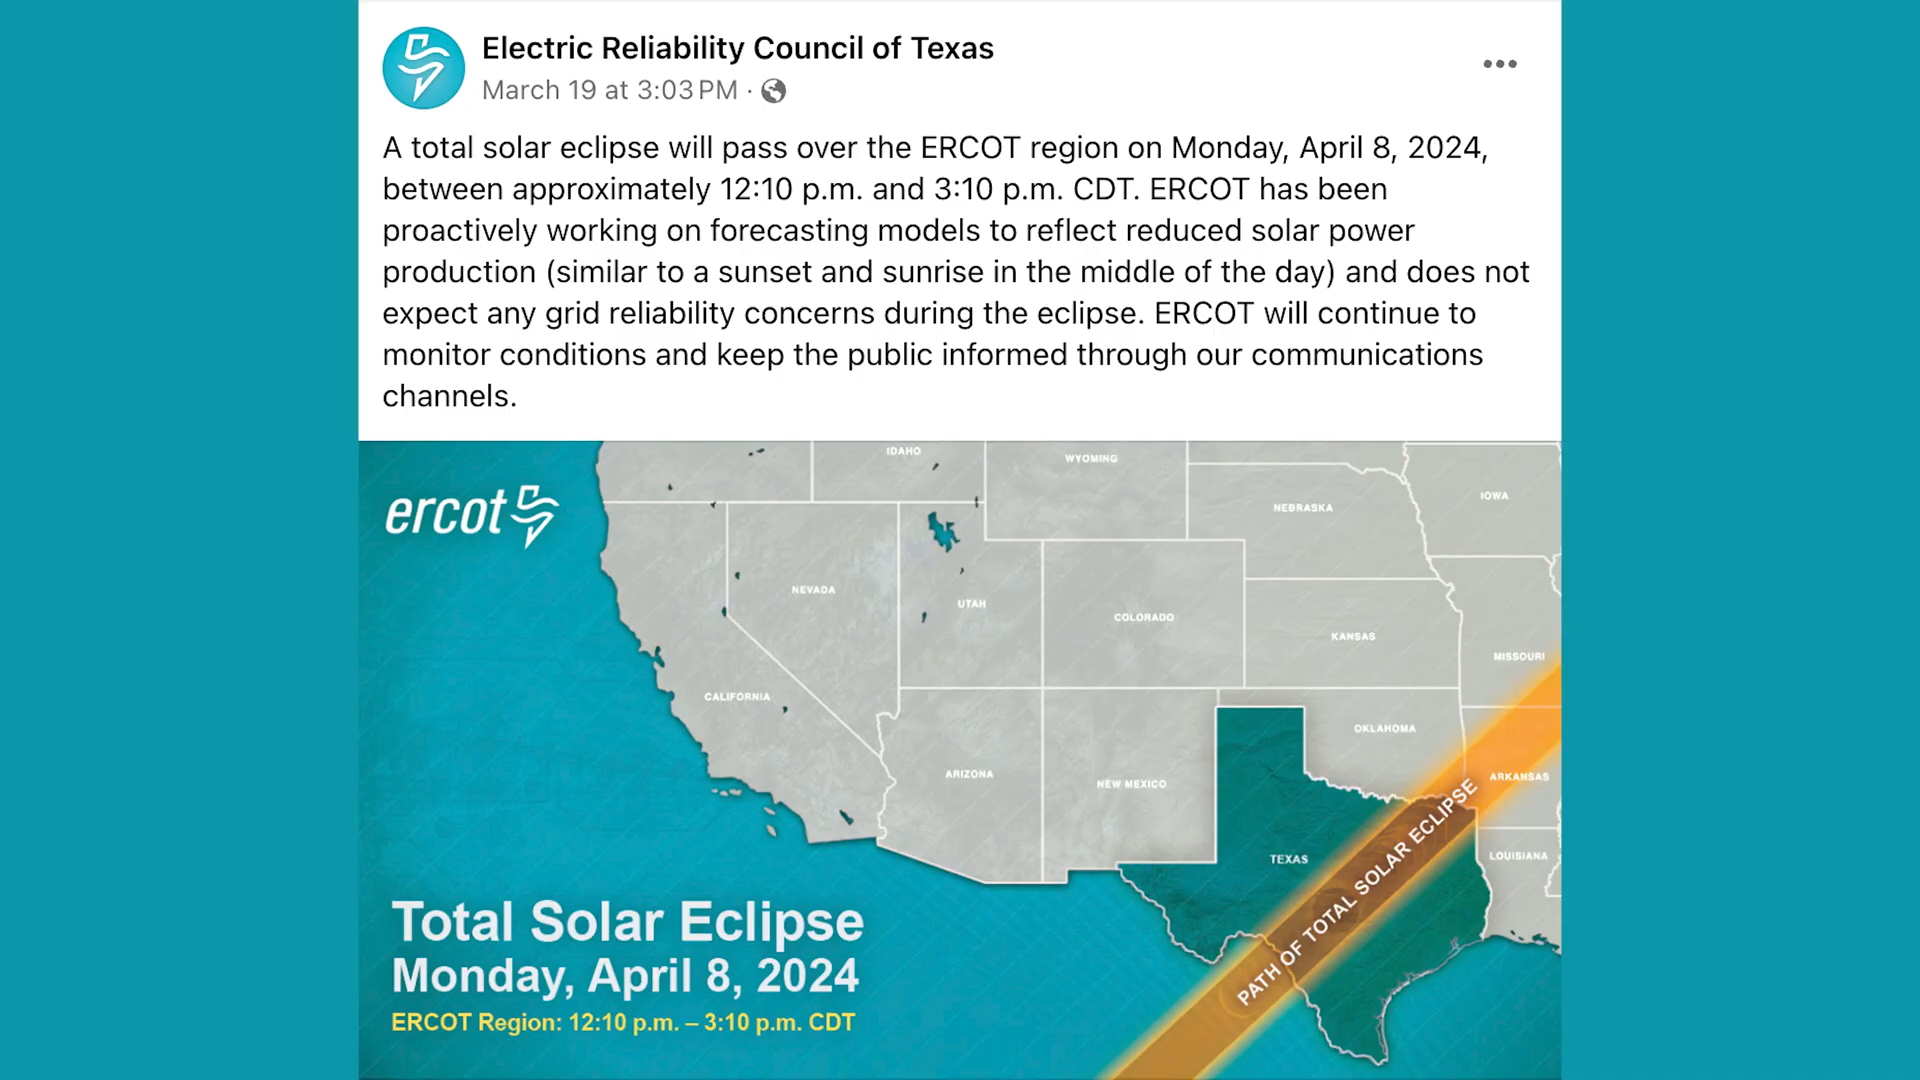 Electric Reliability Council of Texas
March 19 at 3:03 PM ·
A total solar eclipse will pass over the ERCOT region on Monday, April 8, 2024,
between approximately 12:10 p.m. and 3:10 p.m. CDT. ERCOT has been
proactively working on forecasting models to reflect reduced solar power
production (similar to a sunset and sunrise in the middle of the day) and does not
expect any grid reliability concerns during the eclipse. ERCOT will continue to
monitor conditions and keep the public informed through our communications
channels.
ercot
IDAHO
WYOMING
IOWA
NEBRASKA
NEVADA
UTAH
COLORADO
KANSAS
MISSOURI
CALIFORNIA
OKLAHOMA
ARIZONA
NEW MEXICO
ARKANSAS
TEXAS
LOUISIANA
PATH OF TOTAL SOLAR ECLIPSE
Total Solar Eclipse
Monday, April 8, 2024
ERCOT Region: 12:10 p.m. – 3:10 p.m. CDT